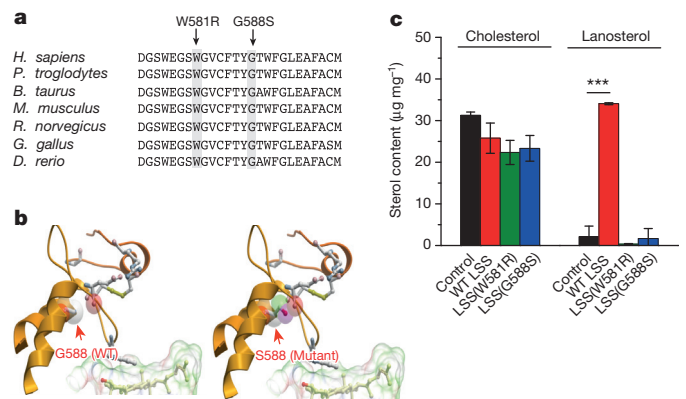 a
W581R G588S
H. sapiens DGSWEGSWGVCFTYGTWFGLEAFACM
P. troglodytes DGSWEGSWGVCFTYGTWFGLEAFACM
B. taurus DGSWEGSWGVCFTYGAWFGLEAFACM
M. musculus DGSWEGSWGVCFTYGTWFGLEAFACM
R. norvegicus DGSWEGSWGVCFTYGTWFGLEAFACM
G. gallus DGSWEGSWGVCFTYGTWFGLEAFASM
D. rerio DGSWEGSWGVCFTYGAWFGLEAFACM
b
G588 (WT)
S588 (Mutant)
c
Cholesterol Lanosterol
Sterol content (µg mg⁻¹)
50
40
30
20
10
0
***
Control
WT LSS
LSS(W581R)
LSS(G588S)
Control
WT LSS
LSS(W581R)
LSS(G588S)